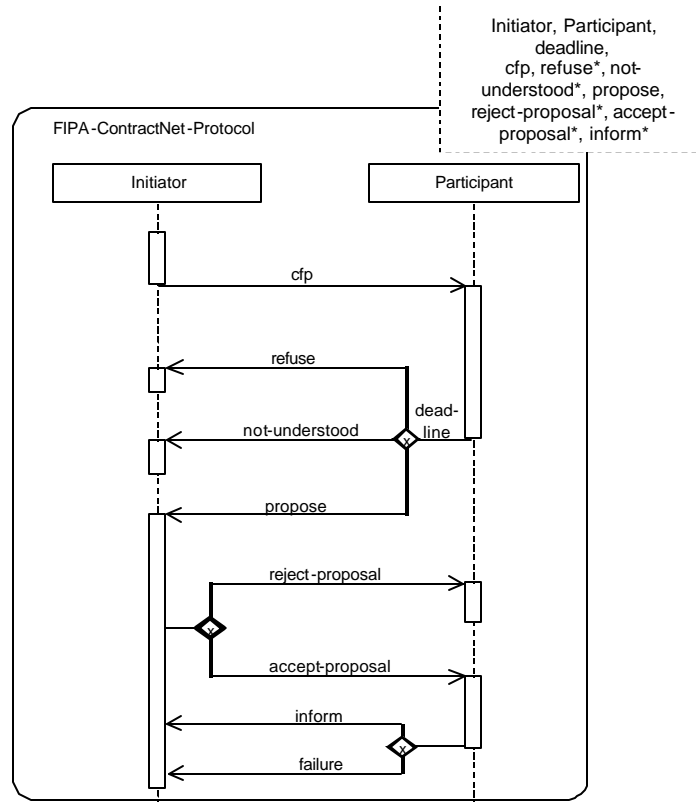 Initiator, Participant,
deadline,
cfp, refuse*, not-
understood*, propose,
reject-proposal*, accept-
proposal*, inform*
FIPA-ContractNet-Protocol
Initiator
Participant
cfp
refuse
dead-
line
not-understood
x
propose
reject-proposal
x
accept-proposal
inform
x
failure